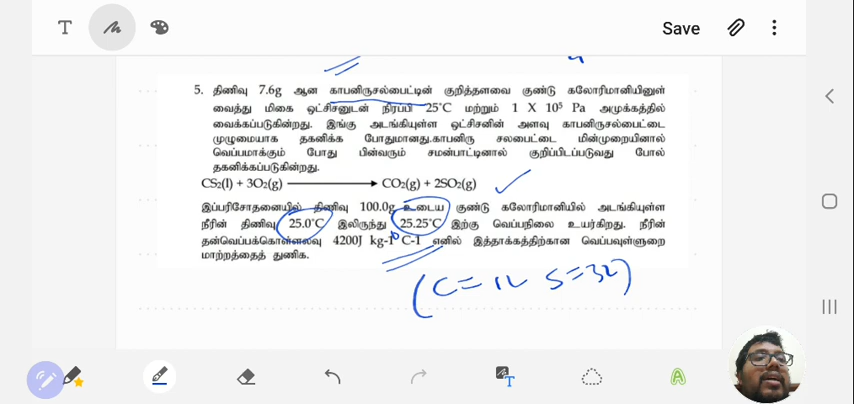 T
Save
5. திணிவு 7.6g ஆன காபனிருசல்பைட்டின் குறித்தளவை குண்டு கலோரிமானியினுள்
வைத்து மிகை ஒட்சிசனுடன் நிரப்பி 25°C மற்றும் 1 X 10⁵ Pa அமுக்கத்தில்
வைக்கப்படுகின்றது. இங்கு அடங்கியுள்ள ஒட்சிசனின் அளவு காபனிருசல்பைட்டை
முழுமையாக தகனிக்க போதுமானது.காபனிரு சலபைட்டை மின்முறையினால்
வெப்பமாக்கும் போது பின்வரும் சமன்பாட்டினால் குறிப்பிடப்படுவது போல்
தகனிக்கப்படுகின்றது.
CS₂(l) + 3O₂(g) ⟶ CO₂(g) + 2SO₂(g)
இப்பரிசோதனையில் திணிவு 100.0g உடைய குண்டு கலோரிமானியில் அடங்கியுள்ள
நீரின் திணிவு 25.0°C இலிருந்து 25.25°C இற்கு வெப்பநிலை உயர்கிறது. நீரின்
தன்வெப்பக்கொள்ளலவு 4200J kg-1 C-1 எனில் இத்தாக்கத்திற்கான வெப்பவுள்ளுறை
மாற்றத்தைத் துணிக.
(C = 12 S = 32)
T
A